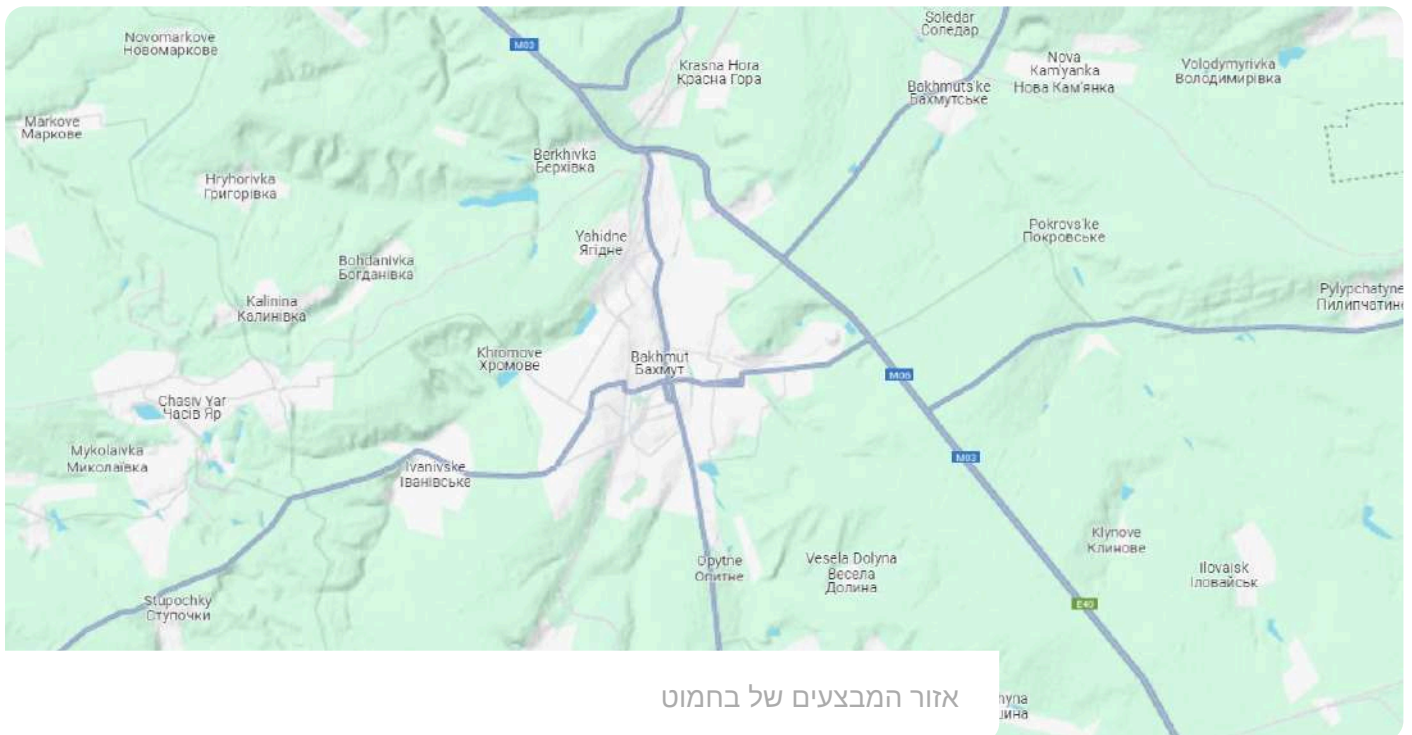 Novomarkove
Новомаркове
M03
Soledar
Соледар
Krasna Hora
Красна Гора
Nova
Kam'yanka
Нова Кам'янка
Volodymyrivka
Володимирівка
Bakhmuts'ke
Бахмутське
Markove
Маркове
Berkhivka
Берхівка
Hryhorivka
Григорівка
Yahidne
Ягідне
Pokrovs'ke
Покровське
Bohdanivka
Богданівка
Kalinina
Калинівка
Pylypchatyne
Пилипчатине
Khromove
Хромове
Bakhmut
Бахмут
M06
Chasiv Yar
Часів Яр
Mykolaivka
Миколаївка
Ivanivske
Іванівське
M03
Klynove
Клинове
Opytne
Опитне
Vesela Dolyna
Весела
Долина
Ilovaisk
Іловайськ
Stupochky
Ступочки
E40
אזור המבצעים של בחמוט